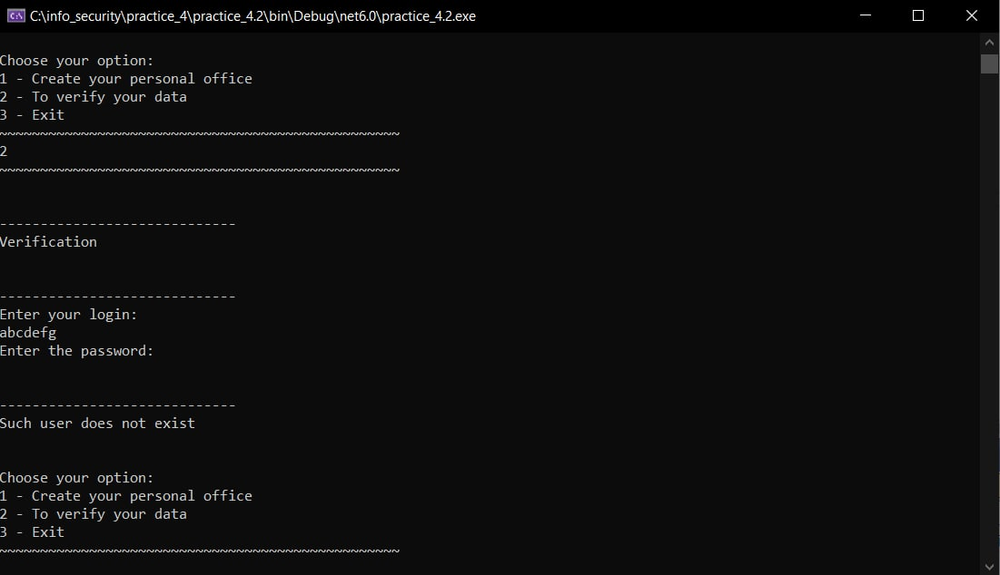 C:\info_security\practice_4\practice_4.2\bin\Debug\net6.0\practice_4.2.exe
Choose your option:
1 - Create your personal office
2 - To verify your data
3 - Exit
~~~~~~~~~~~~~~~~~~~~~~~~~~~~~~~~~~~~~~~~~~~~~~~~~
2
~~~~~~~~~~~~~~~~~~~~~~~~~~~~~~~~~~~~~~~~~~~~~~~~~
-----------------------------
Verification
-----------------------------
Enter your login:
abcdefg
Enter the password:
-----------------------------
Such user does not exist
Choose your option:
1 - Create your personal office
2 - To verify your data
3 - Exit
~~~~~~~~~~~~~~~~~~~~~~~~~~~~~~~~~~~~~~~~~~~~~~~~~